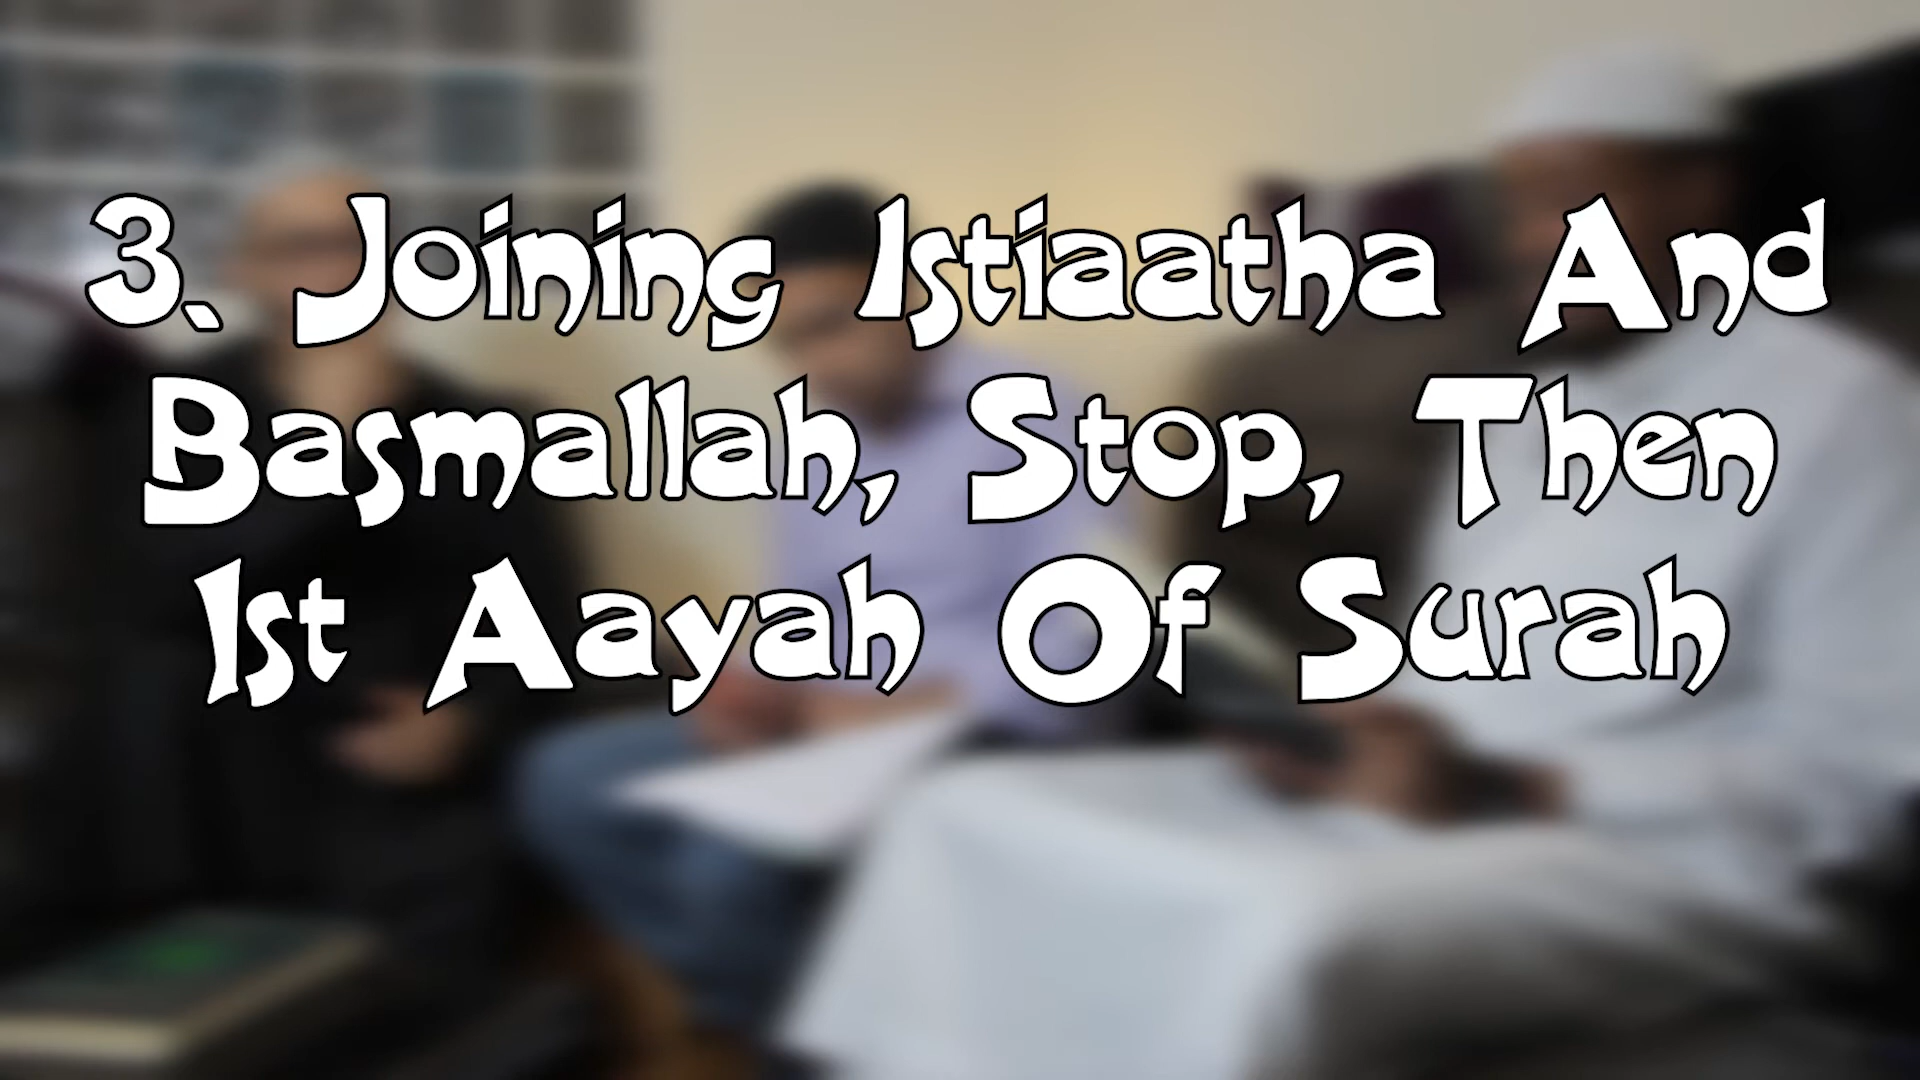 3. Joining Istiaatha And
Basmallah, Stop, Then
1st Aayah Of Surah